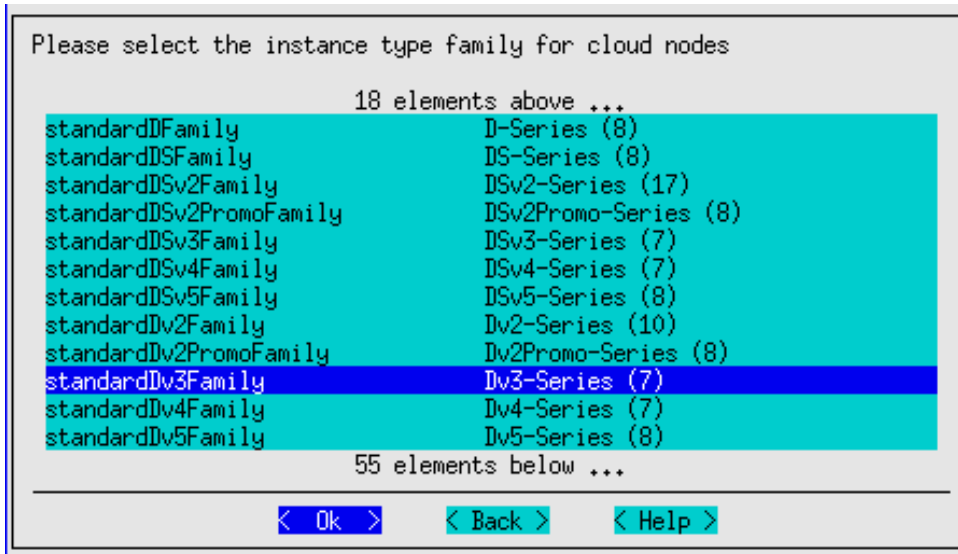 Please select the instance type family for cloud nodes
18 elements above ...
standardDFamily D-Series (8)
standardDSFamily DS-Series (8)
standardDSv2Family DSv2-Series (17)
standardDSv2PromoFamily DSv2Promo-Series (8)
standardDSv3Family DSv3-Series (7)
standardDSv4Family DSv4-Series (7)
standardDSv5Family DSv5-Series (8)
standardDv2Family Dv2-Series (10)
standardDv2PromoFamily Dv2Promo-Series (8)
standardDv3Family Dv3-Series (7)
standardDv4Family Dv4-Series (7)
standardDv5Family Dv5-Series (8)
55 elements below ...
< Ok > < Back > < Help >